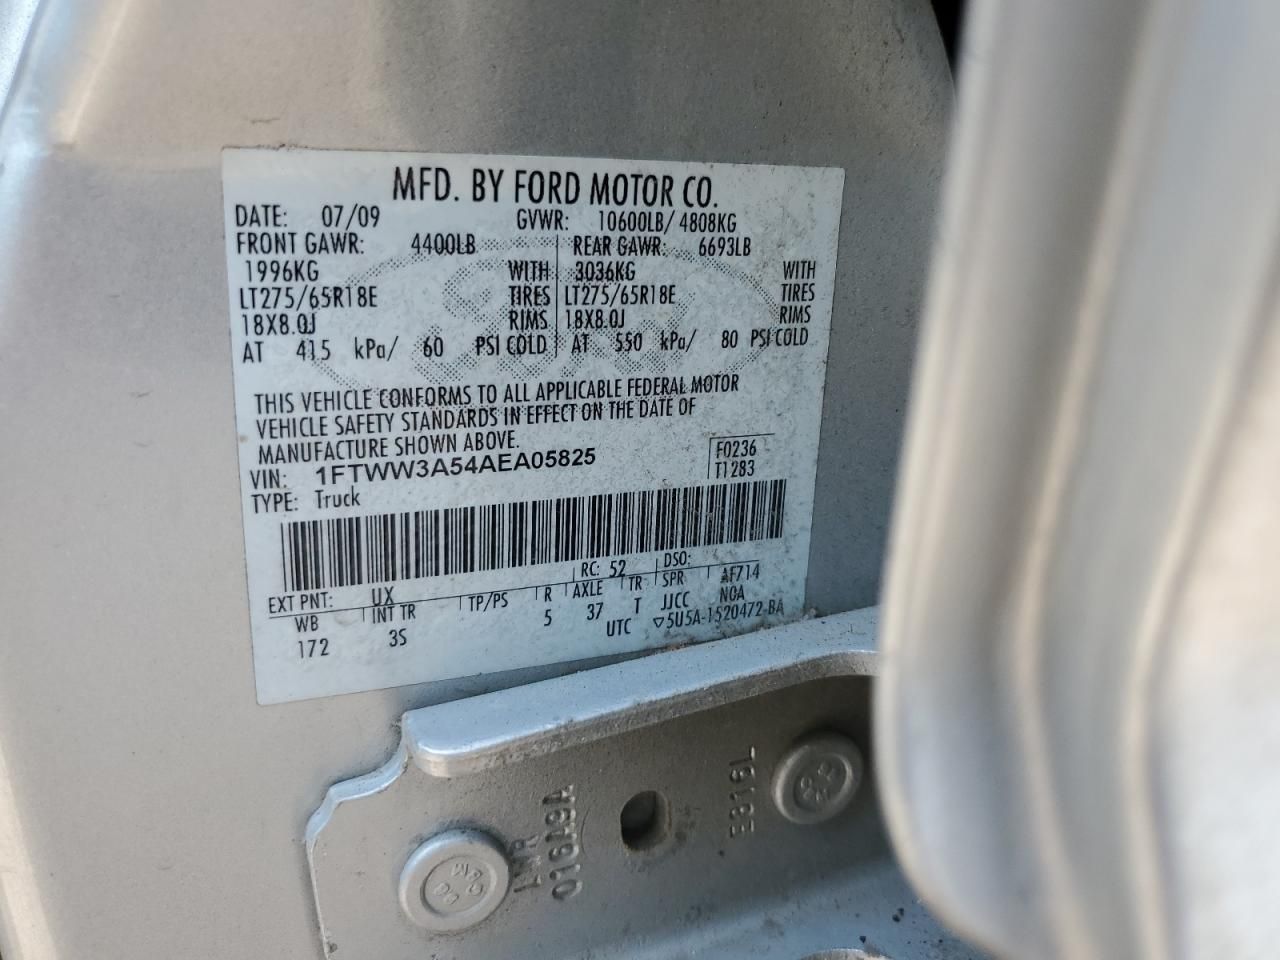 MFD. BY FORD MOTOR CO.
DATE: 07/09 GVWR: 10600LB/ 4808KG
FRONT GAWR: 4400LB REAR GAWR: 6693LB
1996KG WITH 3036KG WITH
LT275/65R18E TIRES LT275/65R18E TIRES
18X8.0J RIMS 18X8.0J RIMS
AT 415 kPa/ 60 PSI COLD AT 550 kPa/ 80 PSI COLD
THIS VEHICLE CONFORMS TO ALL APPLICABLE FEDERAL MOTOR
VEHICLE SAFETY STANDARDS IN EFFECT ON THE DATE OF
MANUFACTURE SHOWN ABOVE.
VIN: 1FTWW3A54AEA05825
F0236
T1283
TYPE: Truck
EXT PNT: UX RC: 52 DSO:
WB INT TR TP/PS R AXLE TR SPR AF714
172 3S 5 37 T JJCC NOA
UTC ▽5U5A-1520472-BA
016A9A
E816L